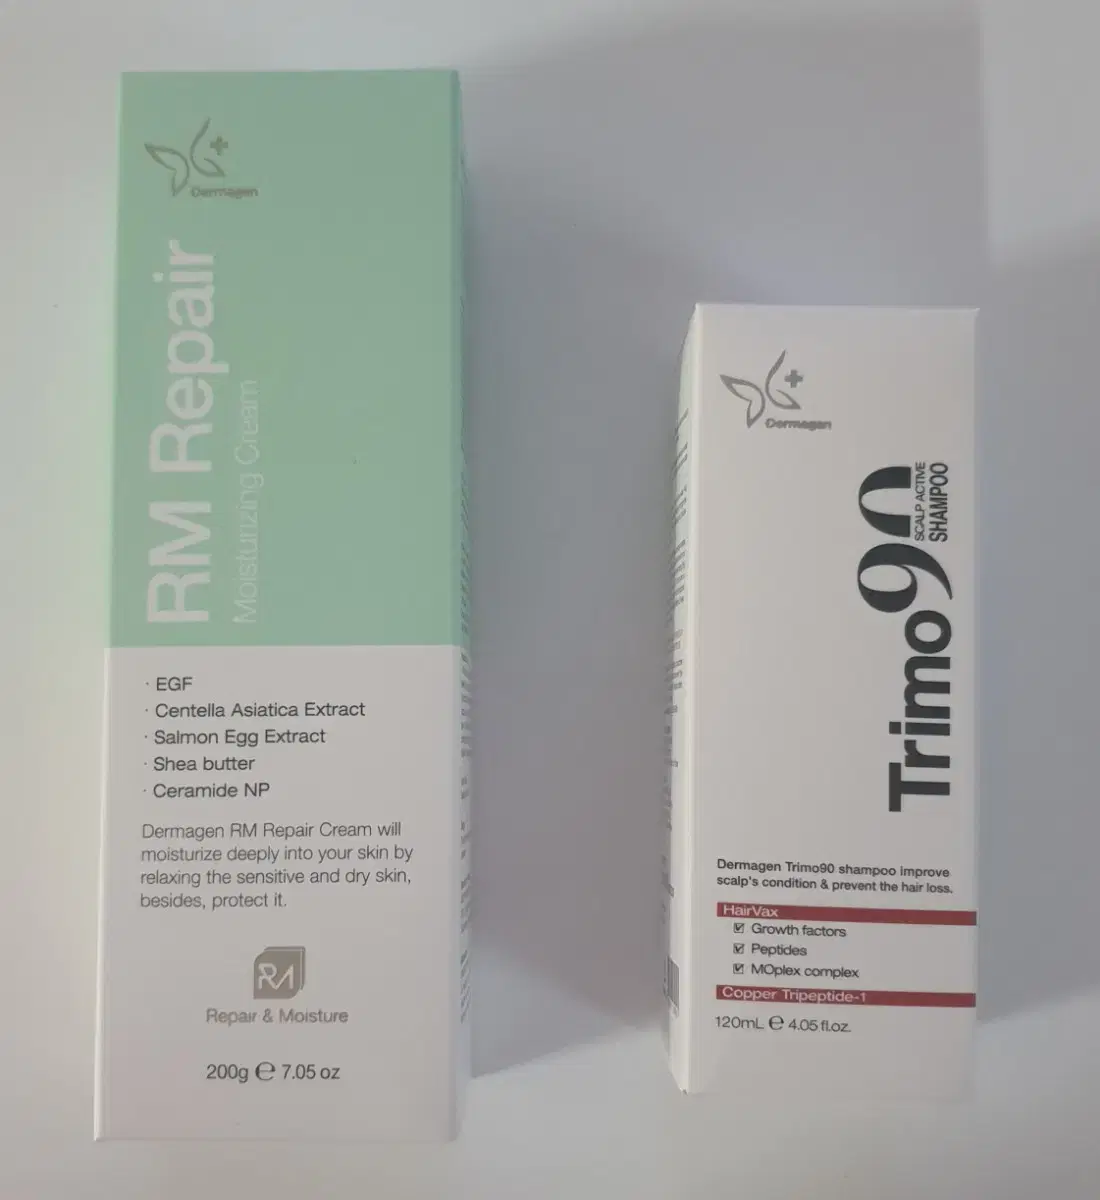 Dermagen
RM Repair
Moisturizing Cream
· EGF
· Centella Asiatica Extract
· Salmon Egg Extract
· Shea butter
· Ceramide NP
Dermagen RM Repair Cream will
moisturize deeply into your skin by
relaxing the sensitive and dry skin,
besides, protect it.
RM
Repair & Moisture
200g ℮ 7.05 oz
Dermagen
Trimo90
SCALP ACTIVE
SHAMPOO
Dermagen Trimo90 shampoo improve
scalp's condition & prevent the hair loss.
HairVax
☑ Growth factors
☑ Peptides
☑ MOplex complex
Copper Tripeptide-1
120mL ℮ 4.05 fl.oz.